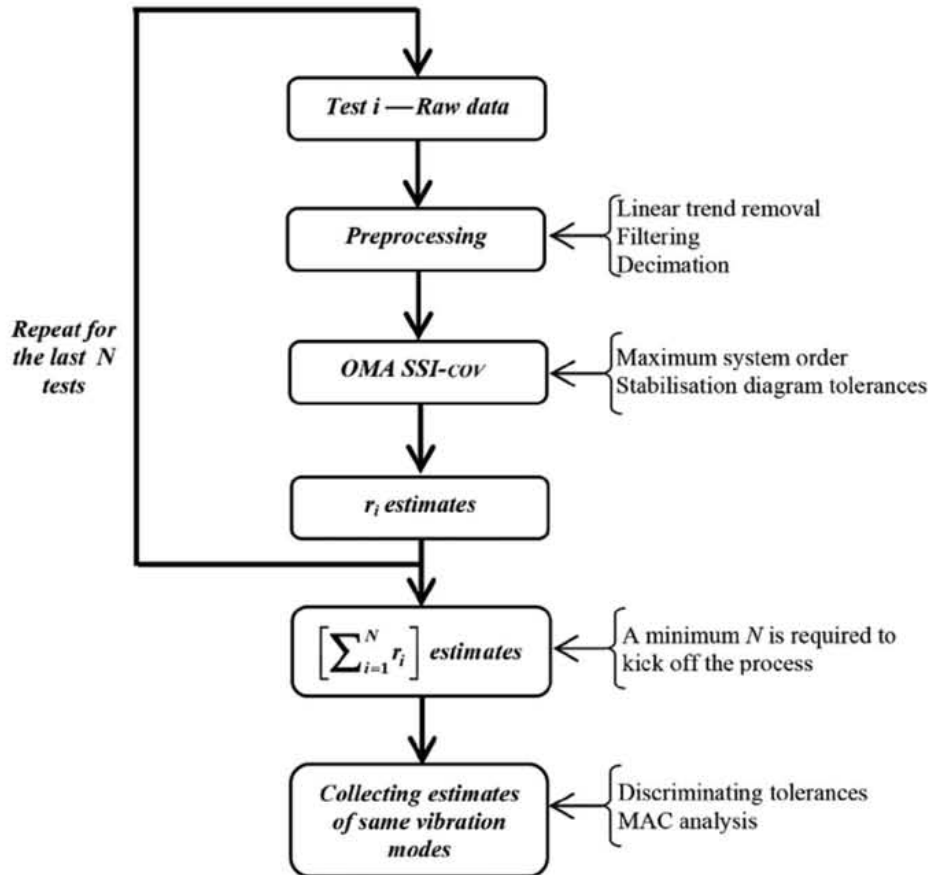 Test i — Raw data
Preprocessing
Linear trend removal
Filtering
Decimation
Repeat for
the last N
tests
OMA SSI-COV
Maximum system order
Stabilisation diagram tolerances
r_i estimates
[∑_{i=1}^{N} r_i] estimates
A minimum N is required to
kick off the process
Collecting estimates
of same vibration
modes
Discriminating tolerances
MAC analysis